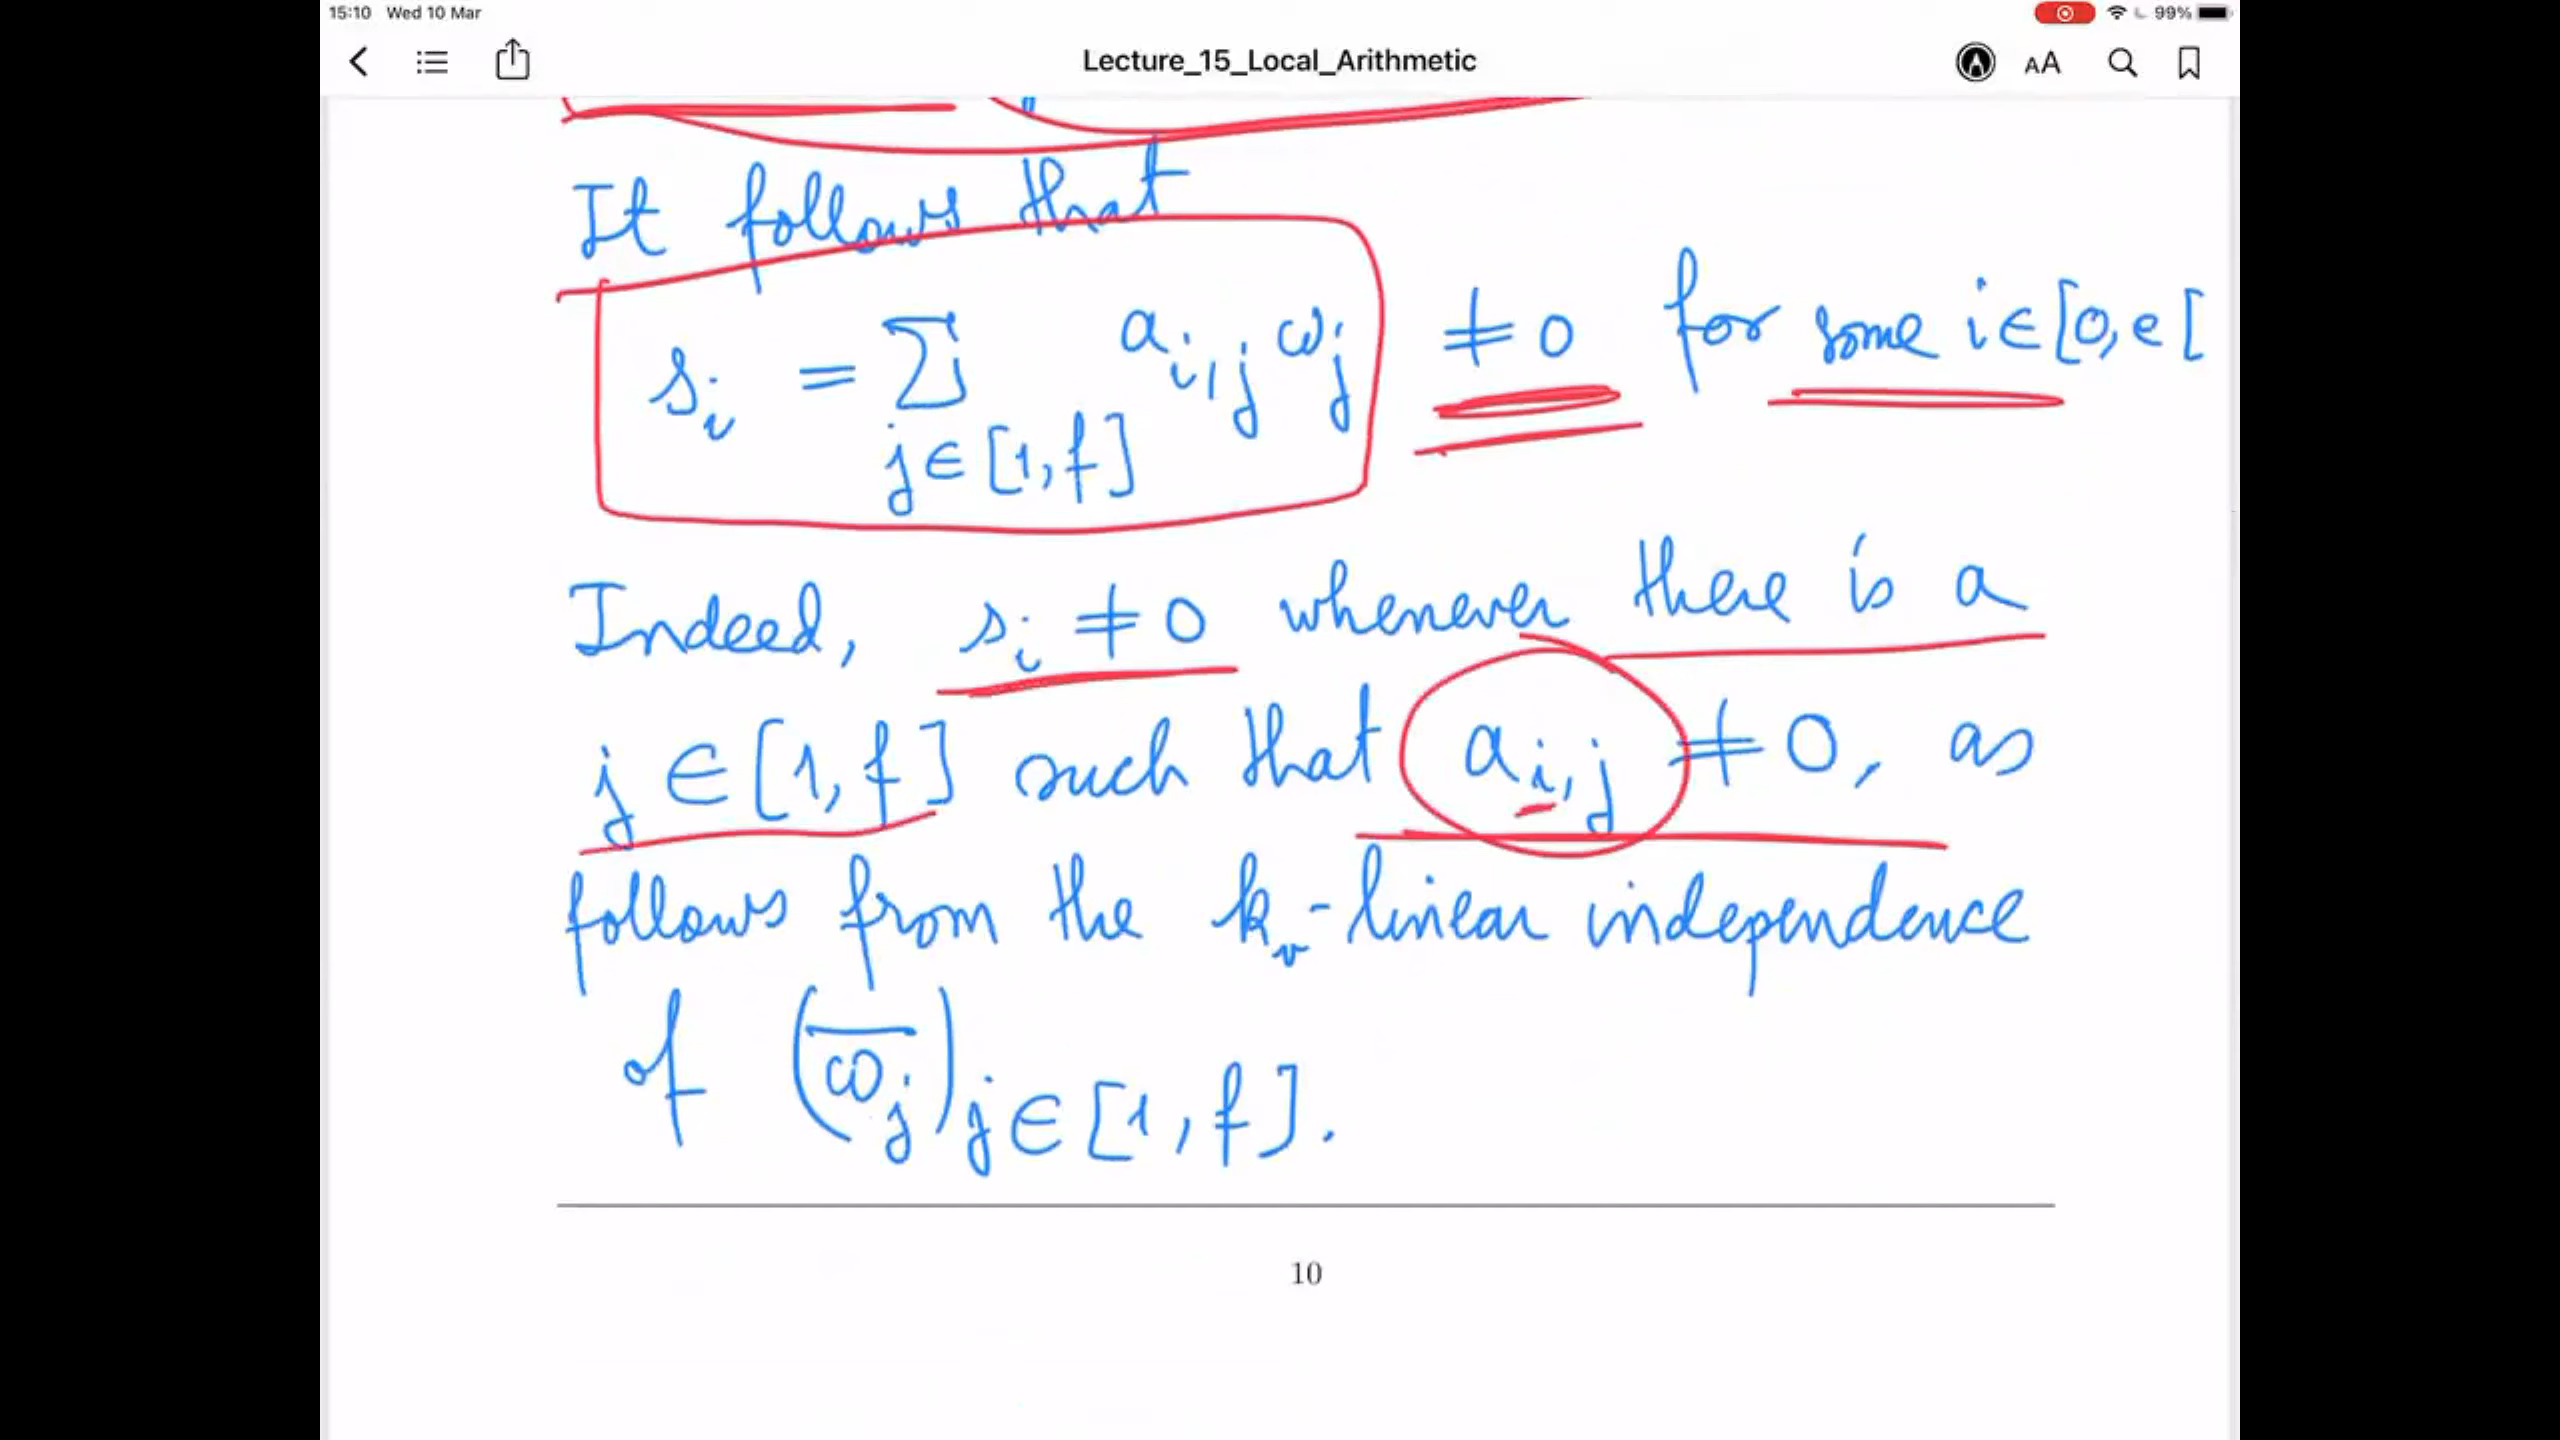 15:10 Wed 10 Mar 99%
Lecture_15_Local_Arithmetic
AA
It follows that
s_i = ∑_{j∈[1,f]} a_{i,j} ω_j ≠ 0 for some i∈[0,e[
Indeed, s_i ≠ 0 whenever there is a
j ∈ [1, f] such that a_{i,j} ≠ 0, as
follows from the k_v-linear independence
of (ω̅_j)_{j∈[1,f]}.
10